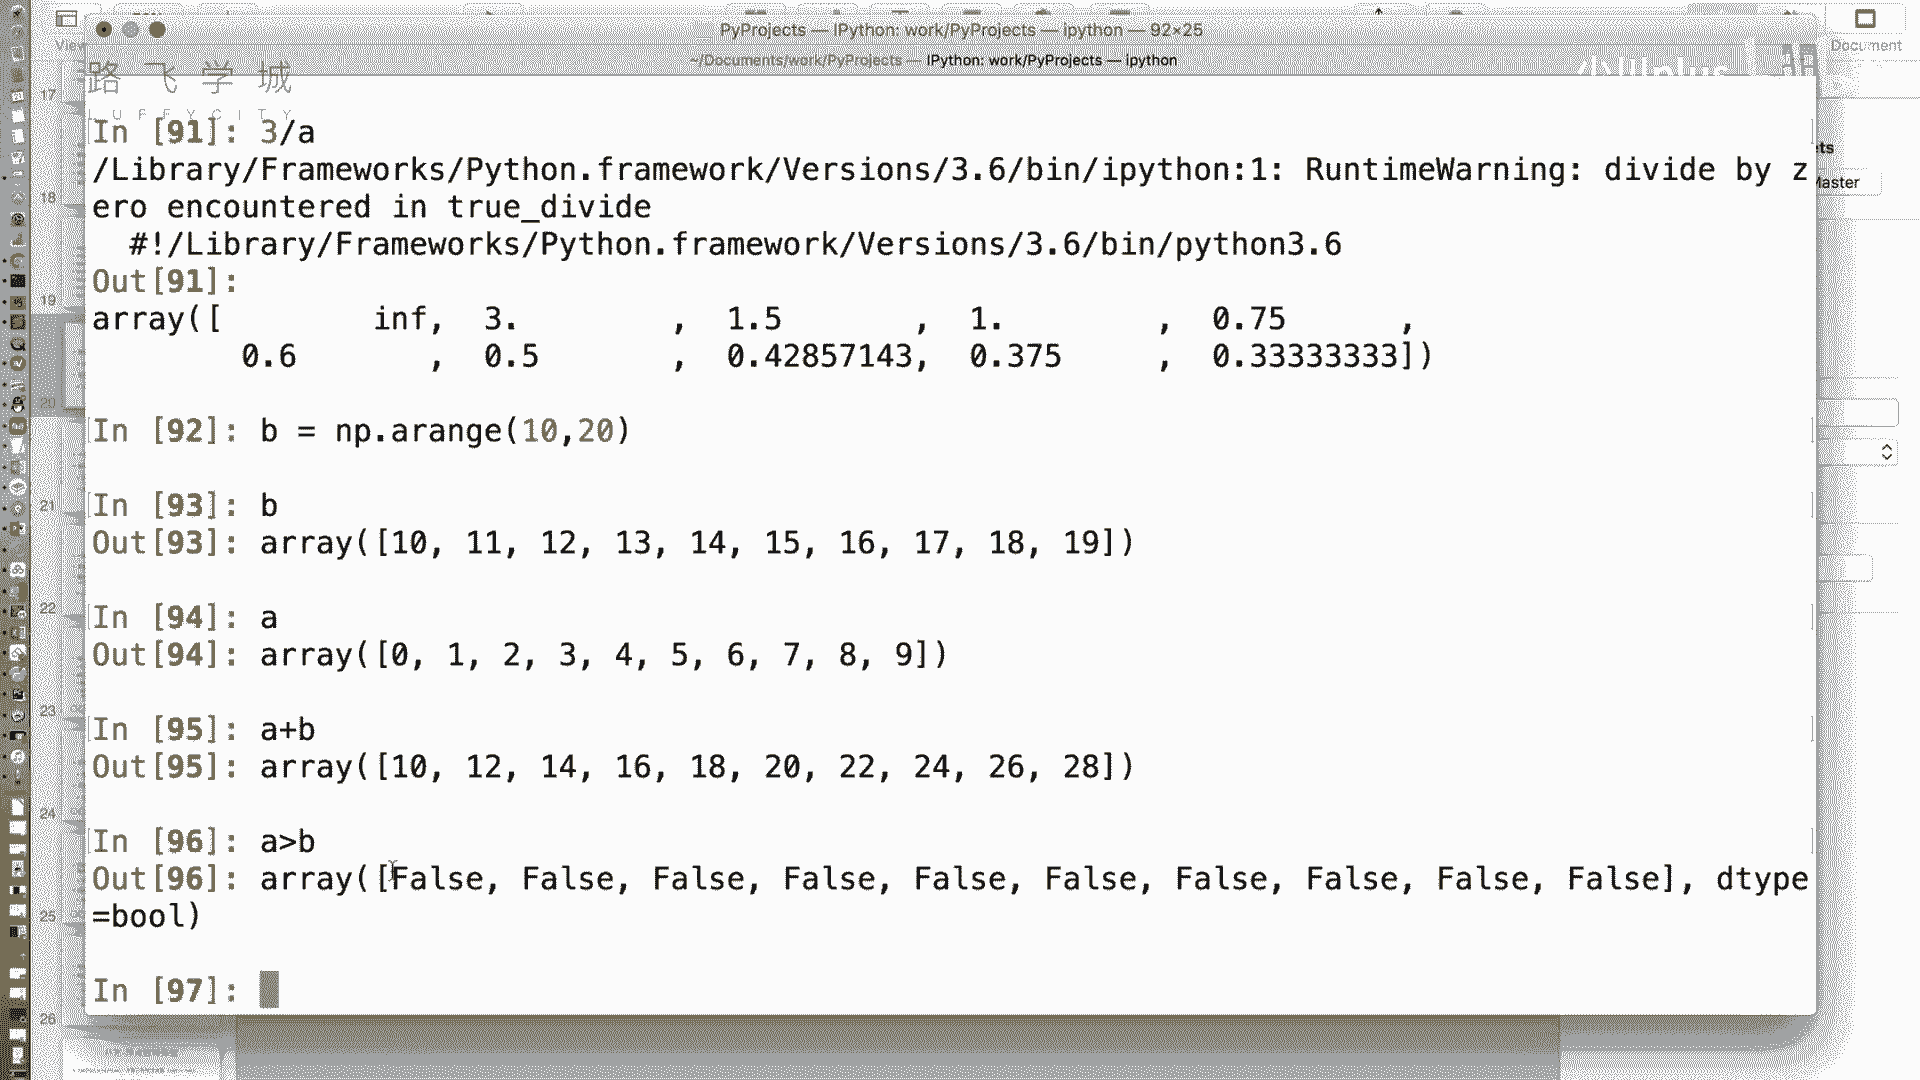 PyProjects — IPython: work/PyProjects — ipython — 92×25
~/Documents/work/PyProjects — IPython: work/PyProjects — ipython
View
Document
路 飞 学 城
LUFFYCITY
17
18
19
20
21
22
23
24
25
26
Master
In [91]: 3/a
/Library/Frameworks/Python.framework/Versions/3.6/bin/ipython:1: RuntimeWarning: divide by z
ero encountered in true_divide
  #!/Library/Frameworks/Python.framework/Versions/3.6/bin/python3.6
Out[91]:
array([        inf,  3.        ,  1.5       ,  1.        ,  0.75      ,
        0.6       ,  0.5       ,  0.42857143,  0.375     ,  0.33333333])
In [92]: b = np.arange(10,20)
In [93]: b
Out[93]: array([10, 11, 12, 13, 14, 15, 16, 17, 18, 19])
In [94]: a
Out[94]: array([0, 1, 2, 3, 4, 5, 6, 7, 8, 9])
In [95]: a+b
Out[95]: array([10, 12, 14, 16, 18, 20, 22, 24, 26, 28])
In [96]: a>b
Out[96]: array([False, False, False, False, False, False, False, False, False, False], dtype
=bool)
In [97]: